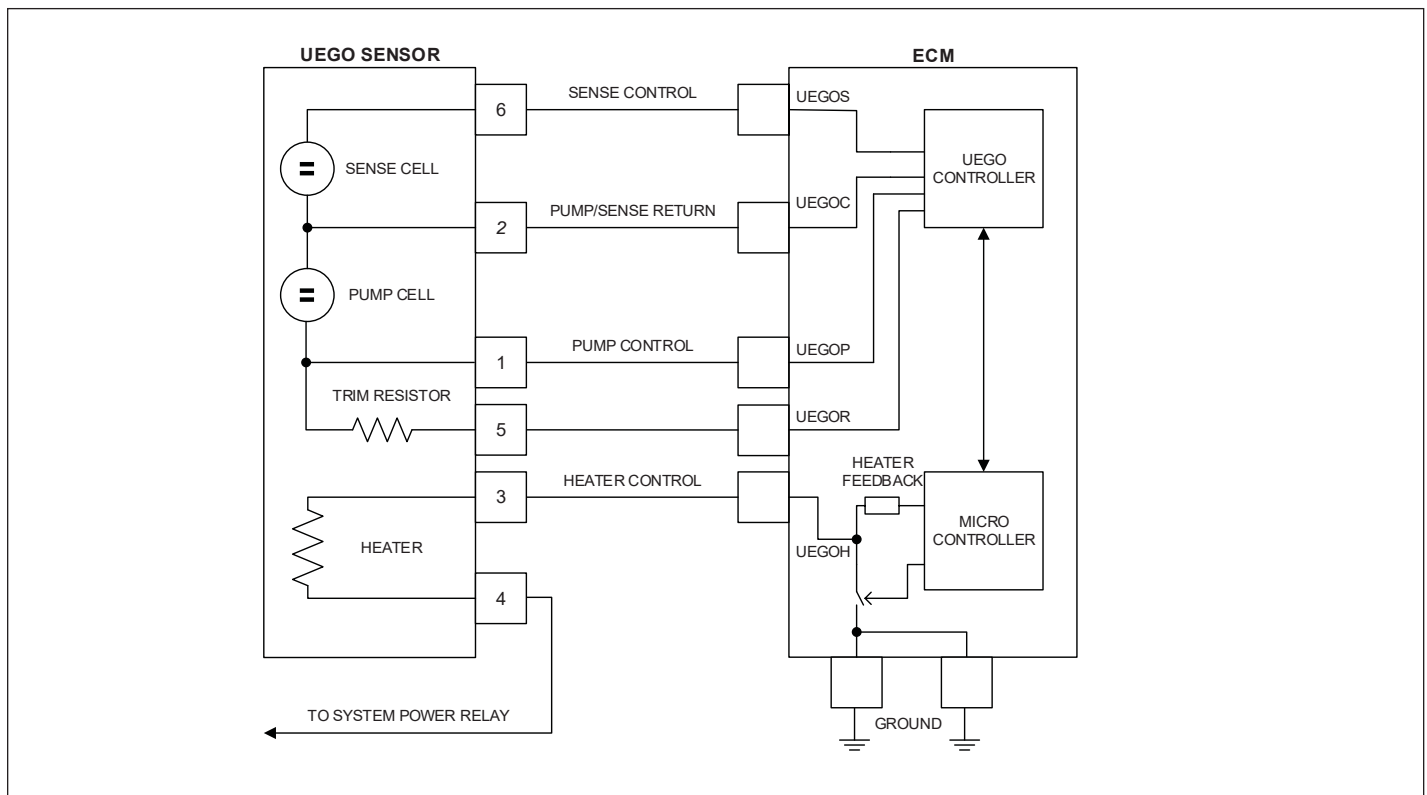 UEGO SENSOR
ECM
6
SENSE CONTROL
UEGOS
SENSE CELL
UEGO
CONTROLLER
2
PUMP/SENSE RETURN
UEGOC
PUMP CELL
1
PUMP CONTROL
UEGOP
TRIM RESISTOR
5
UEGOR
3
HEATER CONTROL
HEATER
FEEDBACK
MICRO
CONTROLLER
HEATER
UEGOH
4
TO SYSTEM POWER RELAY
GROUND